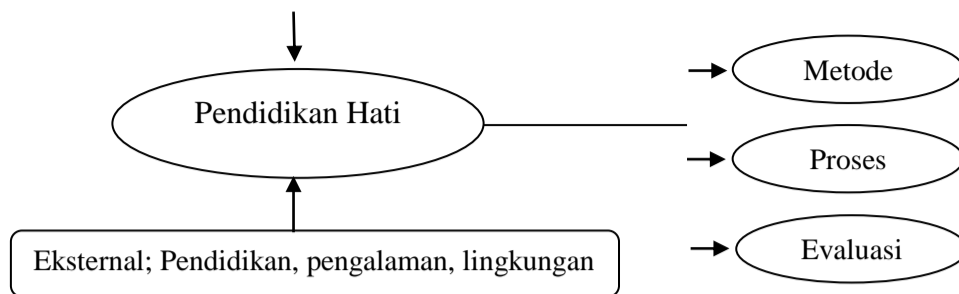 Metode
Pendidikan Hati
Proses
Evaluasi
Eksternal; Pendidikan, pengalaman, lingkungan